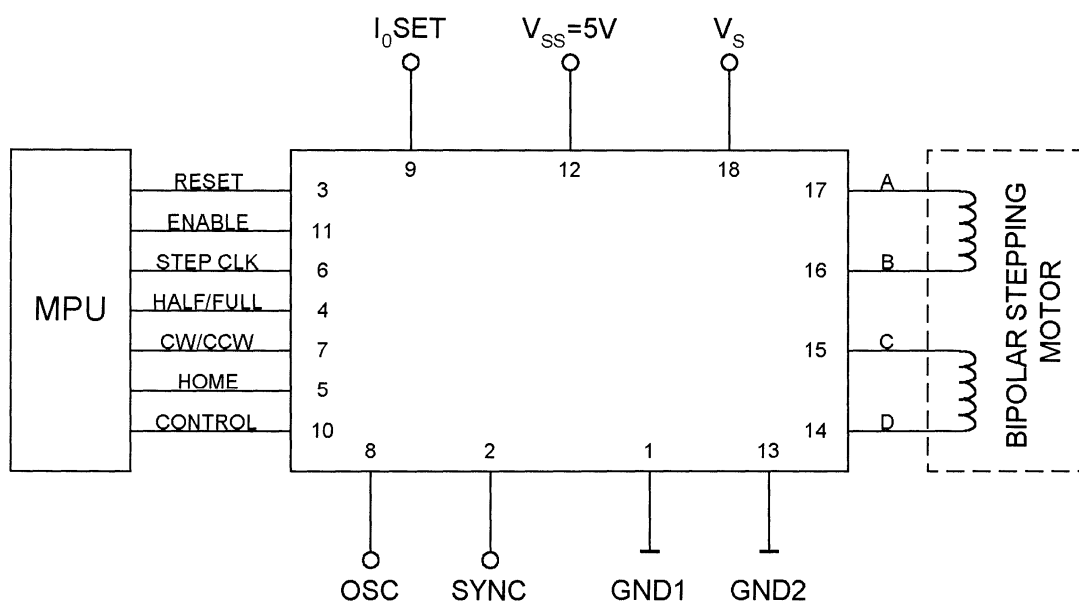 I₀SET V_SS=5V V_S
9 12 18
MPU
RESET 3
ENABLE 11
STEP CLK 6
HALF/FULL 4
CW/CCW 7
HOME 5
CONTROL 10
17 A
16 B
15 C
14 D
BIPOLAR STEPPING
MOTOR
8 2 1 13
OSC SYNC GND1 GND2